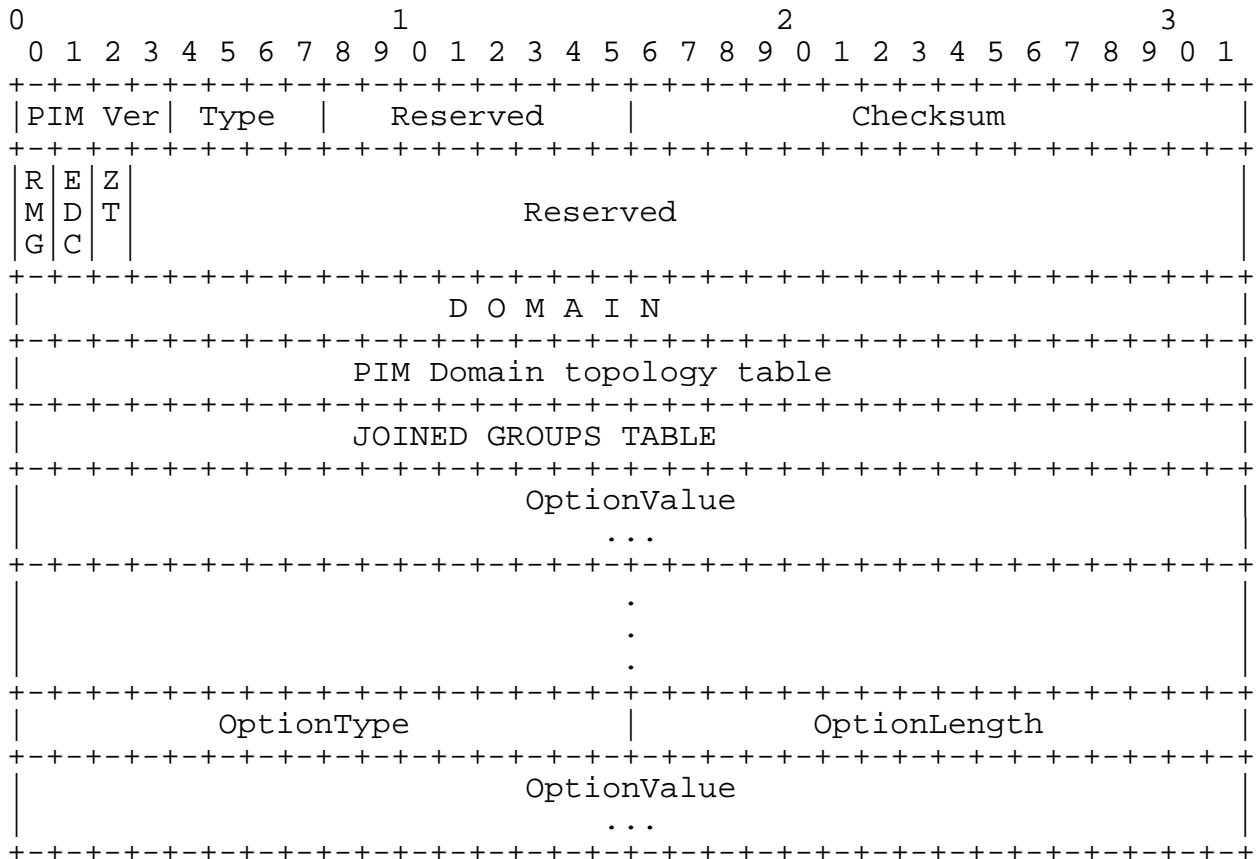 0                   1                   2                   3
 0 1 2 3 4 5 6 7 8 9 0 1 2 3 4 5 6 7 8 9 0 1 2 3 4 5 6 7 8 9 0 1
+-+-+-+-+-+-+-+-+-+-+-+-+-+-+-+-+-+-+-+-+-+-+-+-+-+-+-+-+-+-+-+-+
|PIM Ver| Type  |   Reserved    |           Checksum            |
+-+-+-+-+-+-+-+-+-+-+-+-+-+-+-+-+-+-+-+-+-+-+-+-+-+-+-+-+-+-+-+-+
|R|E|Z|                                                         |
|M|D|T|                    Reserved                             |
|G|C| |                                                         |
+-+-+-+-+-+-+-+-+-+-+-+-+-+-+-+-+-+-+-+-+-+-+-+-+-+-+-+-+-+-+-+-+
|                      D O M A I N                              |
+-+-+-+-+-+-+-+-+-+-+-+-+-+-+-+-+-+-+-+-+-+-+-+-+-+-+-+-+-+-+-+-+
|                 PIM Domain topology table                     |
+-+-+-+-+-+-+-+-+-+-+-+-+-+-+-+-+-+-+-+-+-+-+-+-+-+-+-+-+-+-+-+-+
|                 JOINED GROUPS TABLE                           |
+-+-+-+-+-+-+-+-+-+-+-+-+-+-+-+-+-+-+-+-+-+-+-+-+-+-+-+-+-+-+-+-+
|                          OptionValue                          |
|                              ...                              |
+-+-+-+-+-+-+-+-+-+-+-+-+-+-+-+-+-+-+-+-+-+-+-+-+-+-+-+-+-+-+-+-+
|                               .                               |
|                               .                               |
|                               .                               |
+-+-+-+-+-+-+-+-+-+-+-+-+-+-+-+-+-+-+-+-+-+-+-+-+-+-+-+-+-+-+-+-+
|          OptionType           |         OptionLength          |
+-+-+-+-+-+-+-+-+-+-+-+-+-+-+-+-+-+-+-+-+-+-+-+-+-+-+-+-+-+-+-+-+
|                          OptionValue                          |
|                              ...                              |
+-+-+-+-+-+-+-+-+-+-+-+-+-+-+-+-+-+-+-+-+-+-+-+-+-+-+-+-+-+-+-+-+